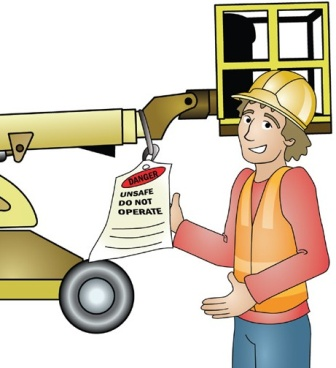 DANGER
UNSAFE
DO NOT
OPERATE